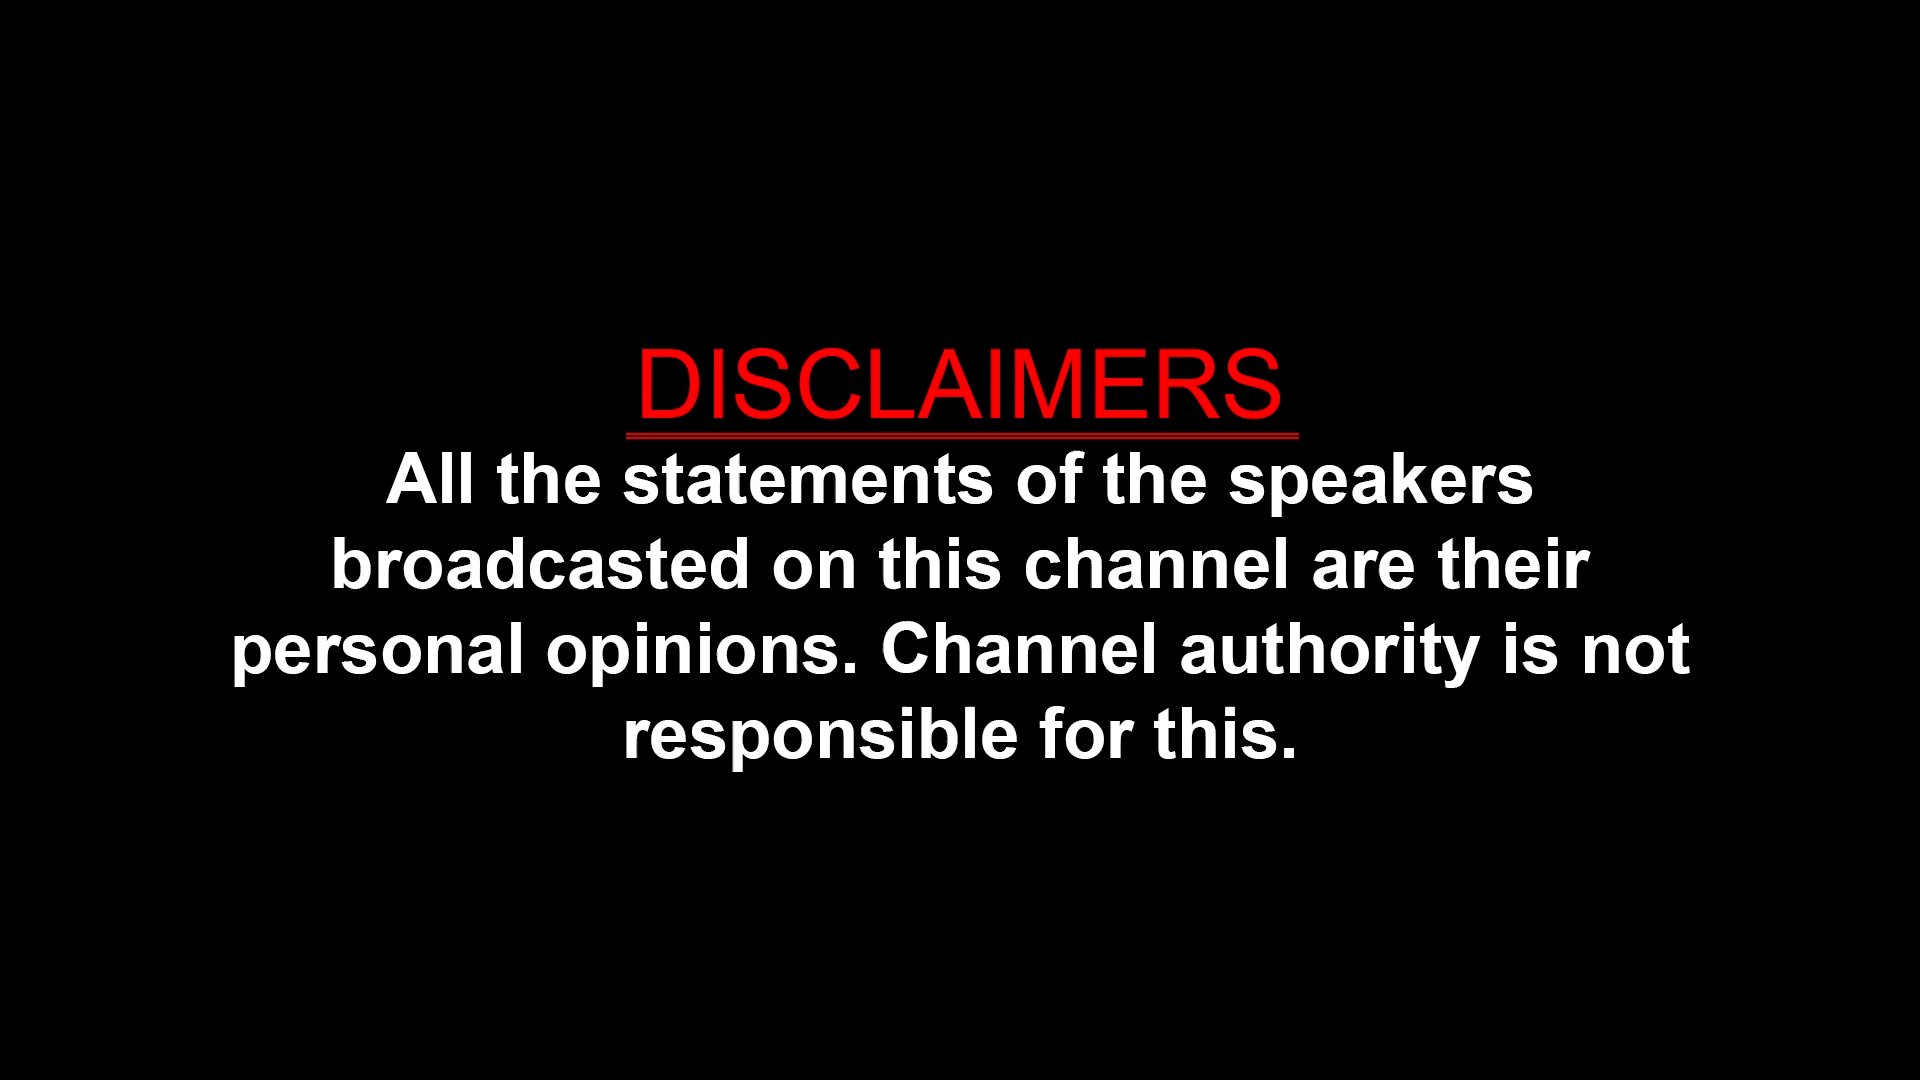 DISCLAIMERS
All the statements of the speakers
broadcasted on this channel are their
personal opinions. Channel authority is not
responsible for this.